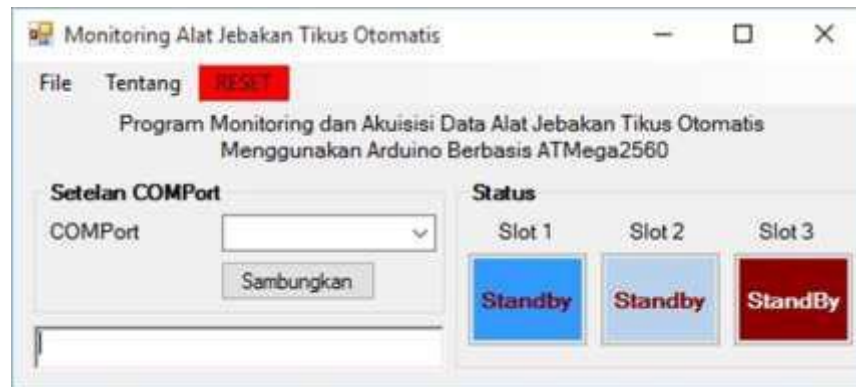 Monitoring Alat Jebakan Tikus Otomatis
File Tentang RESET
Program Monitoring dan Akuisisi Data Alat Jebakan Tikus Otomatis
Menggunakan Arduino Berbasis ATMega2560
Setelan COMPort
COMPort
Sambungkan
Status
Slot 1 Slot 2 Slot 3
Standby Standby StandBy